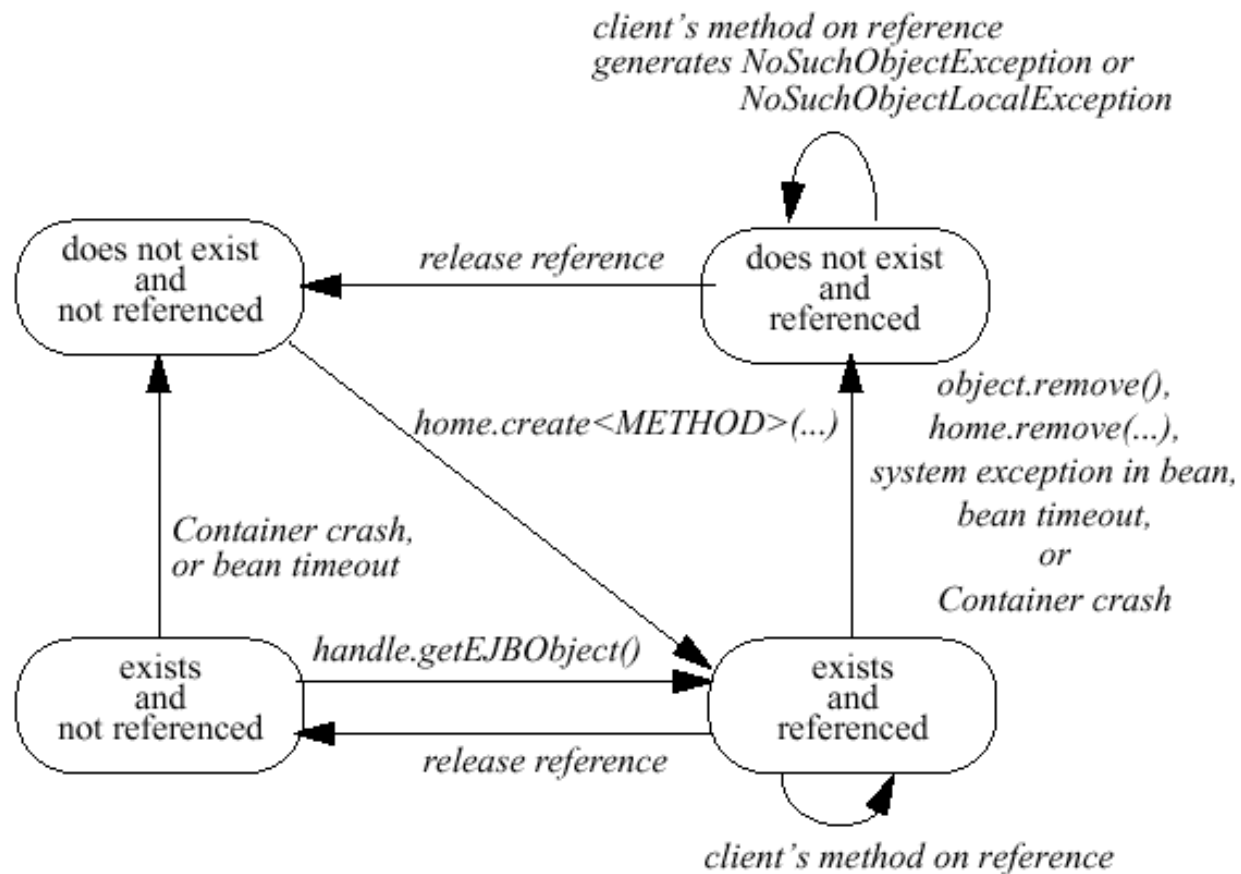 client’s method on reference
generates NoSuchObjectException or
NoSuchObjectLocalException
does not exist
and
not referenced
release reference
does not exist
and
referenced
home.create<METHOD>(...)
object.remove(),
home.remove(...),
system exception in bean,
bean timeout,
or
Container crash
Container crash,
or bean timeout
exists
and
not referenced
handle.getEJBObject()
release reference
exists
and
referenced
client’s method on reference